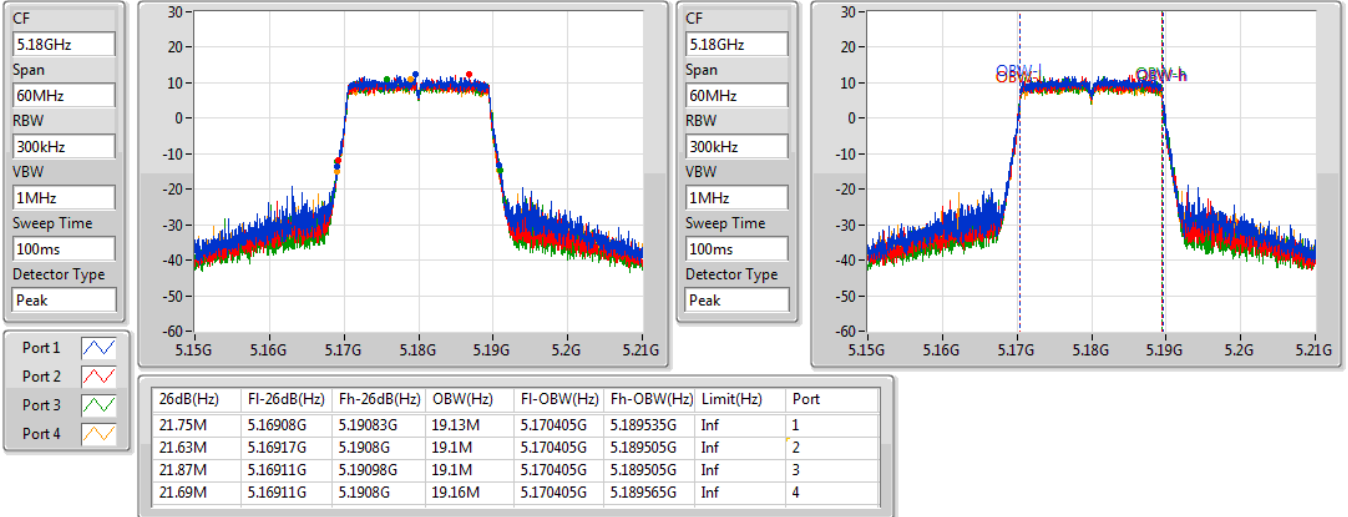 CF
5.18GHz
Span
60MHz
RBW
300kHz
VBW
1MHz
Sweep Time
100ms
Detector Type
Peak
30
20
10
0
-10
-20
-30
-40
-50
-60
5.15G 5.16G 5.17G 5.18G 5.19G 5.2G 5.21G
CF
5.18GHz
Span
60MHz
RBW
300kHz
VBW
1MHz
Sweep Time
100ms
Detector Type
Peak
30
20
10
0
-10
-20
-30
-40
-50
-60
OBW-l
OBW-h
5.15G 5.16G 5.17G 5.18G 5.19G 5.2G 5.21G
Port 1
Port 2
Port 3
Port 4
26dB(Hz) Fl-26dB(Hz) Fh-26dB(Hz) OBW(Hz) Fl-OBW(Hz) Fh-OBW(Hz) Limit(Hz) Port
21.75M 5.16908G 5.19083G 19.13M 5.170405G 5.189535G Inf 1
21.63M 5.16917G 5.1908G 19.1M 5.170405G 5.189505G Inf 2
21.87M 5.16911G 5.19098G 19.1M 5.170405G 5.189505G Inf 3
21.69M 5.16911G 5.1908G 19.16M 5.170405G 5.189565G Inf 4